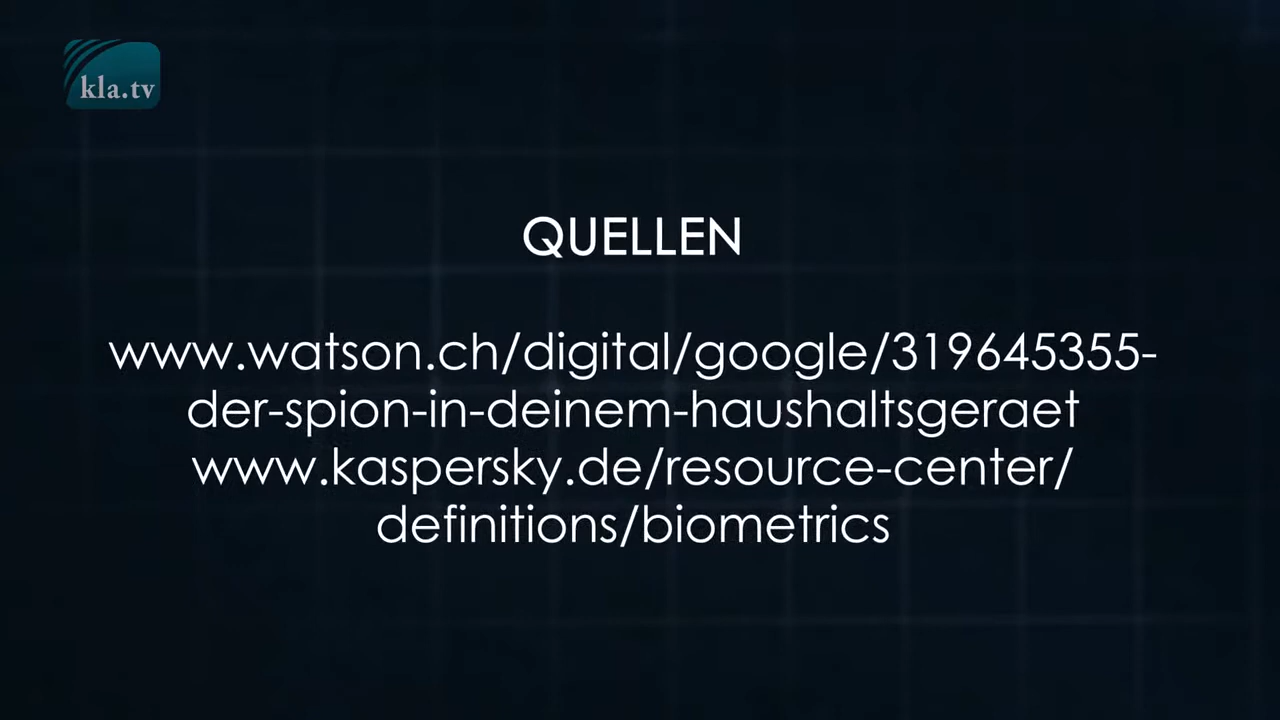 kla.tv
QUELLEN
www.watson.ch/digital/google/319645355-
der-spion-in-deinem-haushaltsgeraet
www.kaspersky.de/resource-center/
definitions/biometrics